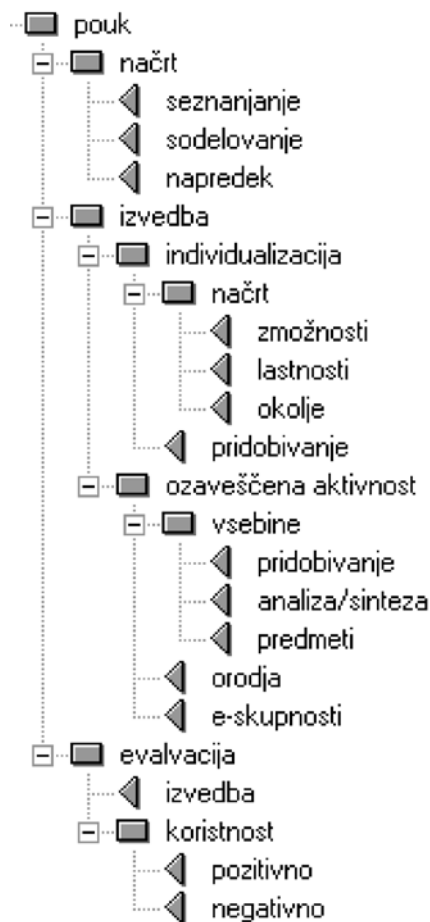 pouk
načrt
seznanjanje
sodelovanje
napredek
izvedba
individualizacija
načrt
zmožnosti
lastnosti
okolje
pridobivanje
ozaveščena aktivnost
vsebine
pridobivanje
analiza/sinteza
predmeti
orodja
e-skupnosti
evalvacija
izvedba
koristnost
pozitivno
negativno